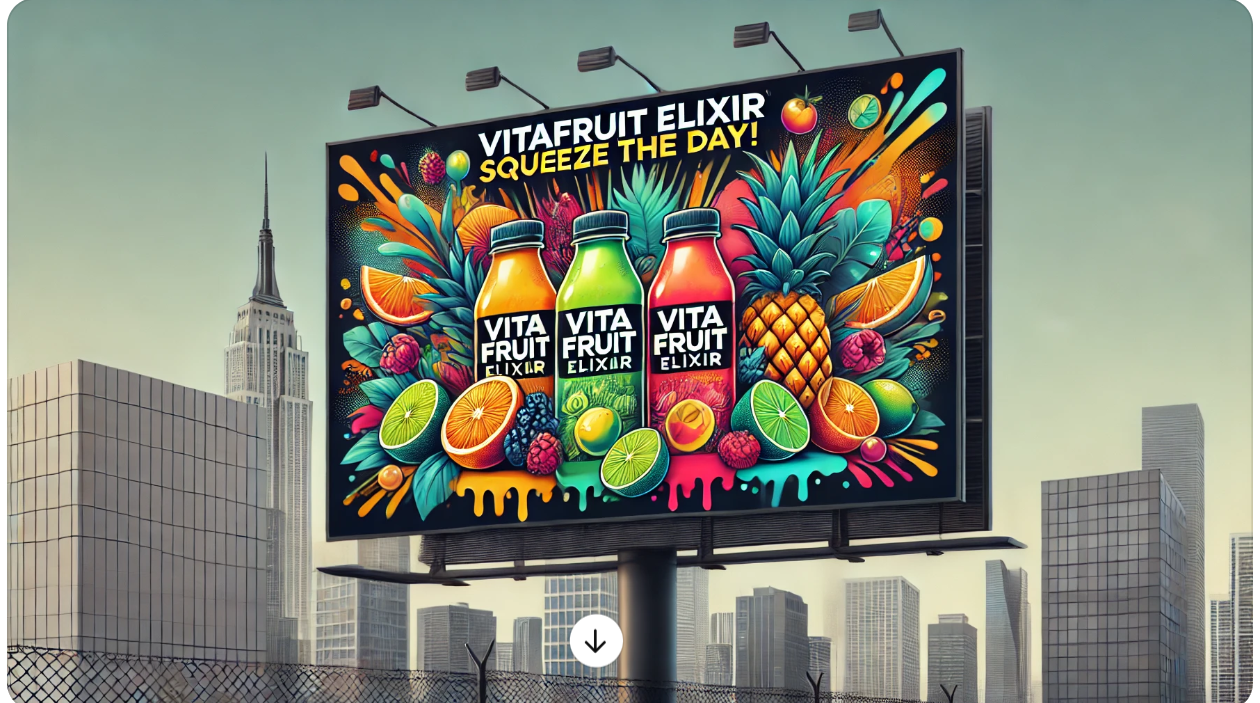 VITAFRUIT ELIXIR
SQUEEZE THE DAY!
VITA
FRUIT
ELIXIR
VITA
FRUIT
ELIXIR
VITA
FRUIT
ELIXIR